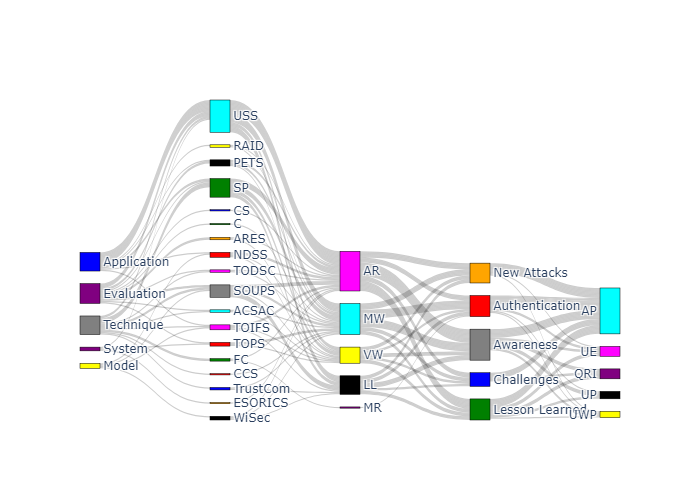 Application
Evaluation
Technique
System
Model
USS
RAID
PETS
SP
CS
C
ARES
NDSS
TODSC
SOUPS
ACSAC
TOIFS
TOPS
FC
CCS
TrustCom
ESORICS
WiSec
AR
MW
VW
LL
MR
New Attacks
Authentication
Awareness
Challenges
Lesson Learned
AP
UE
QRI
UP
UWP